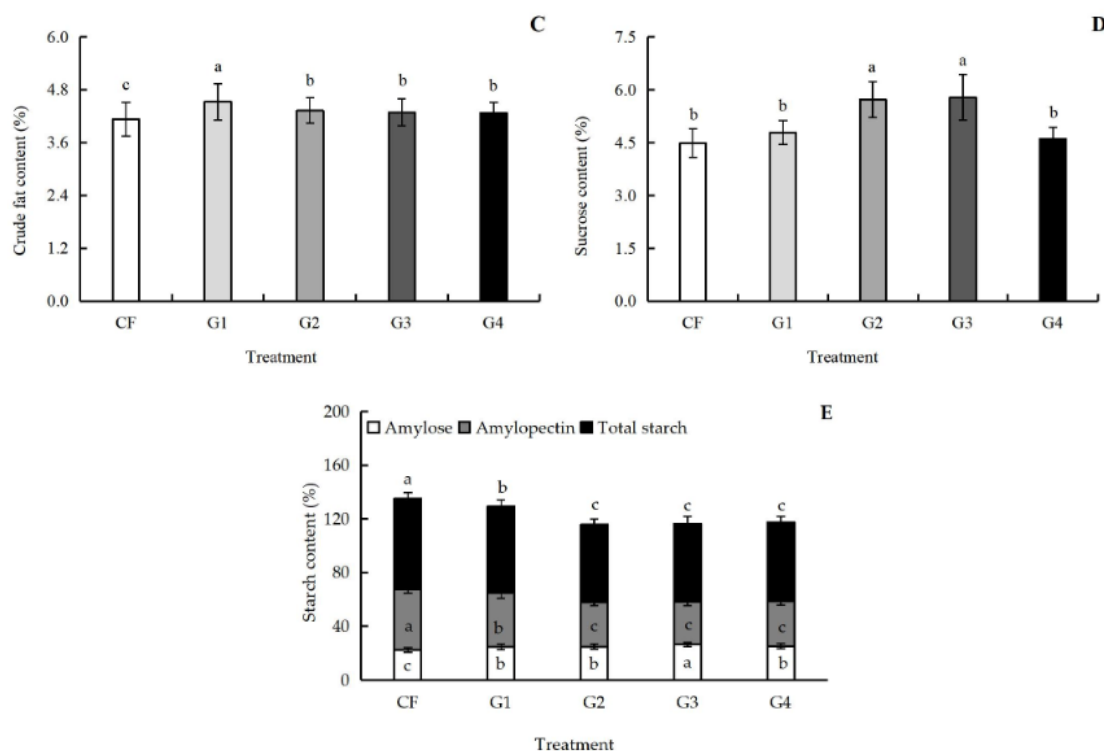 C
6.0
4.8
3.6
2.4
1.2
0.0
Crude fat content (%)
c
a
b
b
b
CF G1 G2 G3 G4
Treatment
D
7.5
6.0
4.5
3.0
1.5
0.0
Sucrose content (%)
b
b
a
a
b
CF G1 G2 G3 G4
Treatment
E
200
160
120
80
40
0
Starch content (%)
Amylose Amylopectin Total starch
a b c c c
a b c c c
c b b a b
CF G1 G2 G3 G4
Treatment